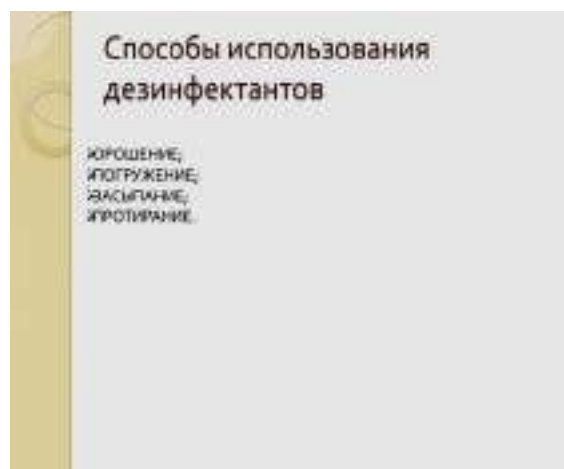 Способы использования
дезинфектантов
ОРОШЕНИЕ;
ПОГРУЖЕНИЕ;
ЗАСЫПАНИЕ;
ПРОТИРАНИЕ.